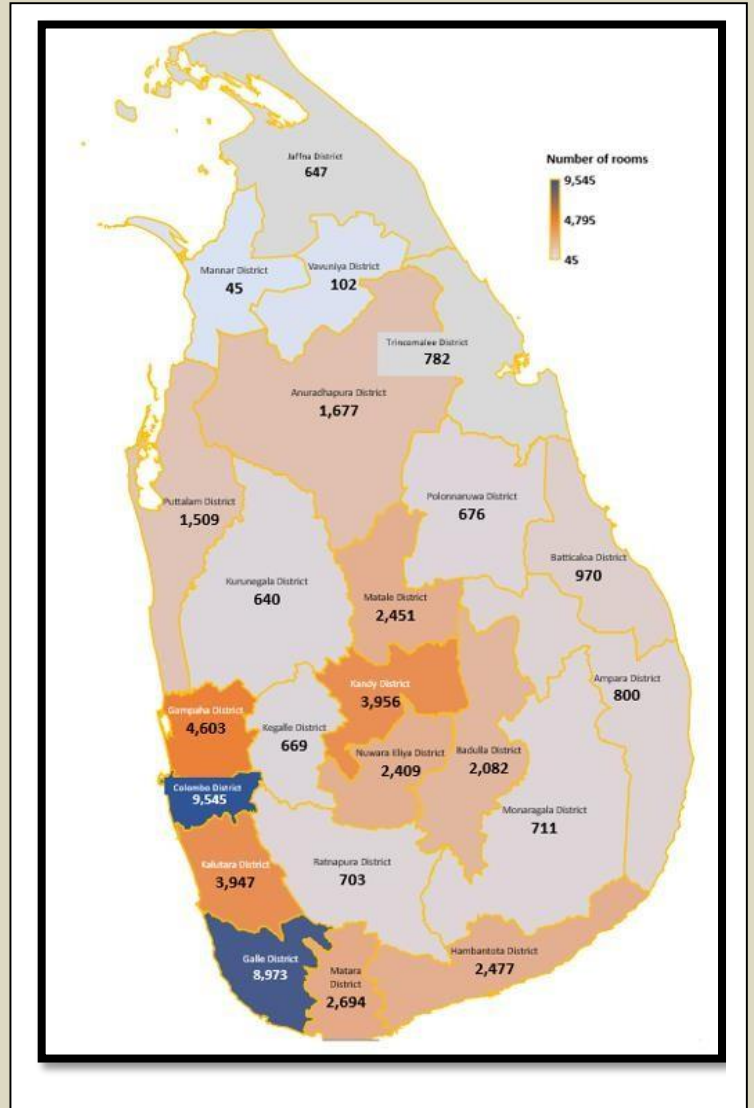 Jaffna District
647
Number of rooms
9,545
4,795
45
Mannar District
45
Vavuniya District
102
Trincomalee District
782
Anuradhapura District
1,677
Puttalam District
1,509
Polonnaruwa District
676
Batticaloa District
970
Kurunegala District
640
Matale District
2,451
Kandy District
3,956
Ampara District
800
Gampaha District
4,603
Kegalle District
669
Nuwara Eliya District
2,409
Badulla District
2,082
Colombo District
9,545
Monaragala District
711
Kalutara District
3,947
Ratnapura District
703
Galle District
8,973
Matara
District
2,694
Hambantota District
2,477